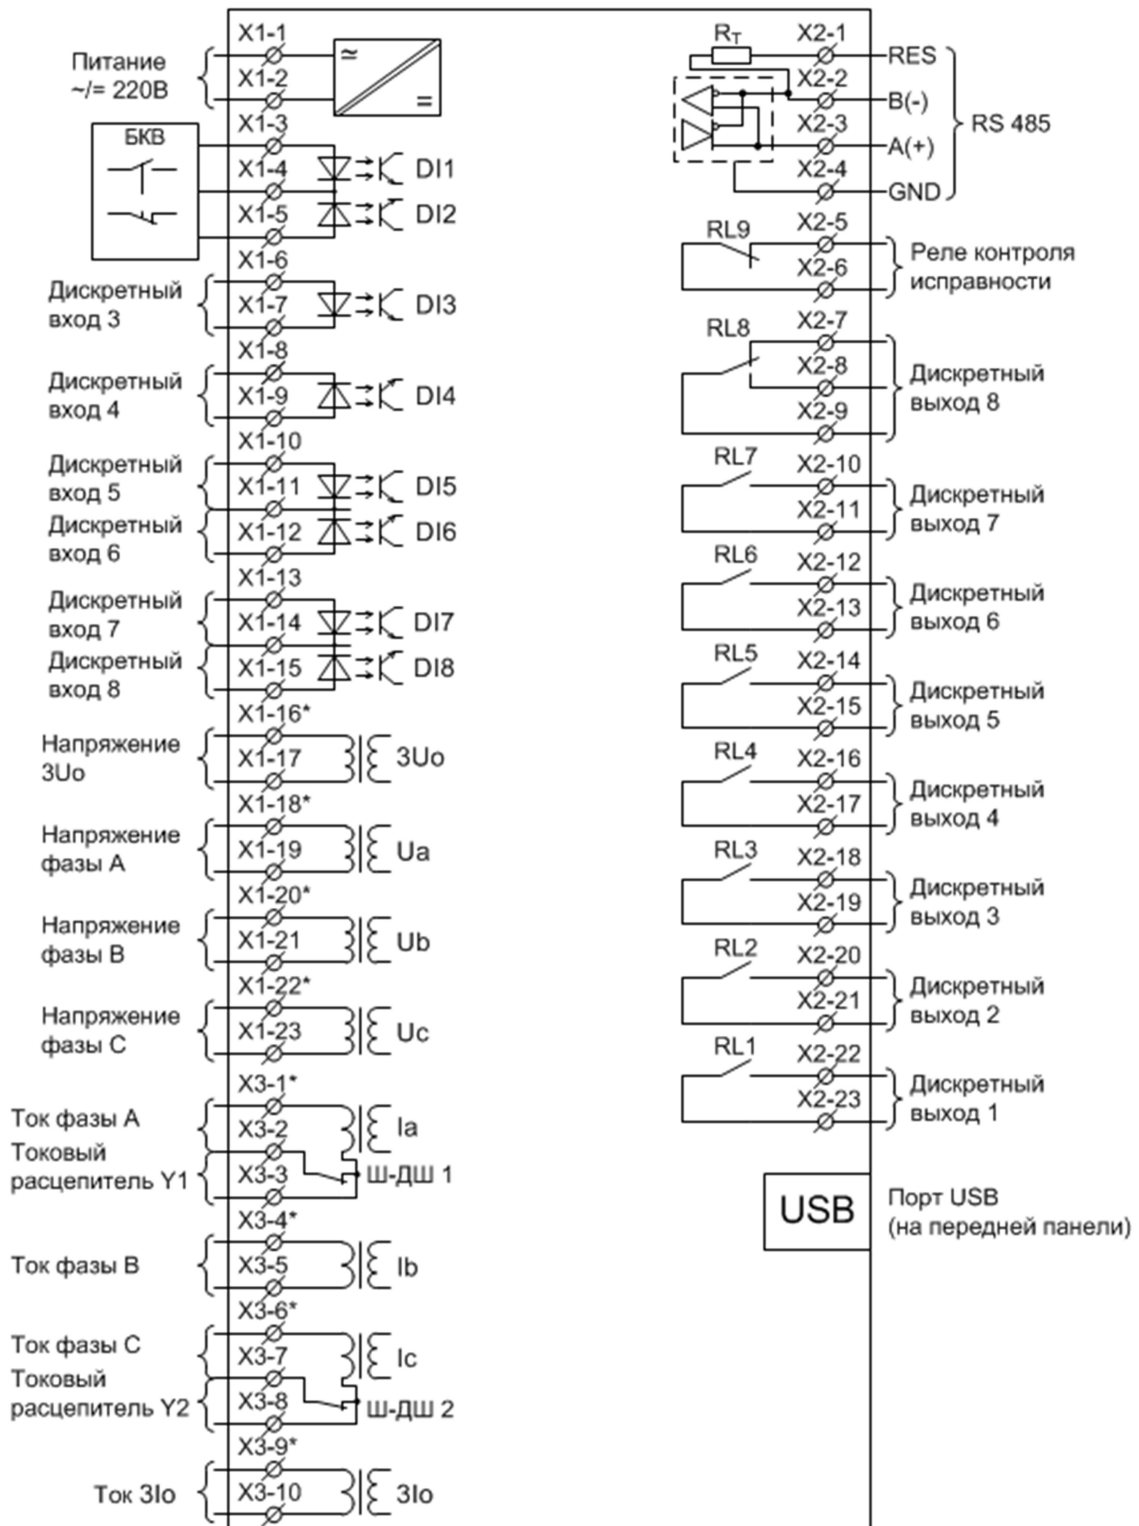 X1-1
Питание
~/= 220В
X1-2
≃
=
X1-3
БКВ
X1-4
DI1
X1-5
DI2
X1-6
Дискретный
вход 3
X1-7
DI3
X1-8
Дискретный
вход 4
X1-9
DI4
X1-10
Дискретный
вход 5
X1-11
DI5
Дискретный
вход 6
X1-12
DI6
X1-13
Дискретный
вход 7
X1-14
DI7
Дискретный
вход 8
X1-15
DI8
X1-16*
Напряжение
3Uo
X1-17
3Uo
X1-18*
Напряжение
фазы А
X1-19
Ua
X1-20*
Напряжение
фазы В
X1-21
Ub
X1-22*
Напряжение
фазы С
X1-23
Uc
X3-1*
Ток фазы А
X3-2
Ia
Токовый
расцепитель Y1
X3-3
Ш-ДШ 1
X3-4*
Ток фазы В
X3-5
Ib
X3-6*
Ток фазы С
X3-7
Ic
Токовый
расцепитель Y2
X3-8
Ш-ДШ 2
X3-9*
Ток 3Io
X3-10
3Io
RT
X2-1
RES
X2-2
B(-)
X2-3
A(+)
X2-4
GND
RS 485
RL9
X2-5
X2-6
Реле контроля
исправности
RL8
X2-7
X2-8
X2-9
Дискретный
выход 8
RL7
X2-10
X2-11
Дискретный
выход 7
RL6
X2-12
X2-13
Дискретный
выход 6
RL5
X2-14
X2-15
Дискретный
выход 5
RL4
X2-16
X2-17
Дискретный
выход 4
RL3
X2-18
X2-19
Дискретный
выход 3
RL2
X2-20
X2-21
Дискретный
выход 2
RL1
X2-22
X2-23
Дискретный
выход 1
USB
Порт USB
(на передней панели)